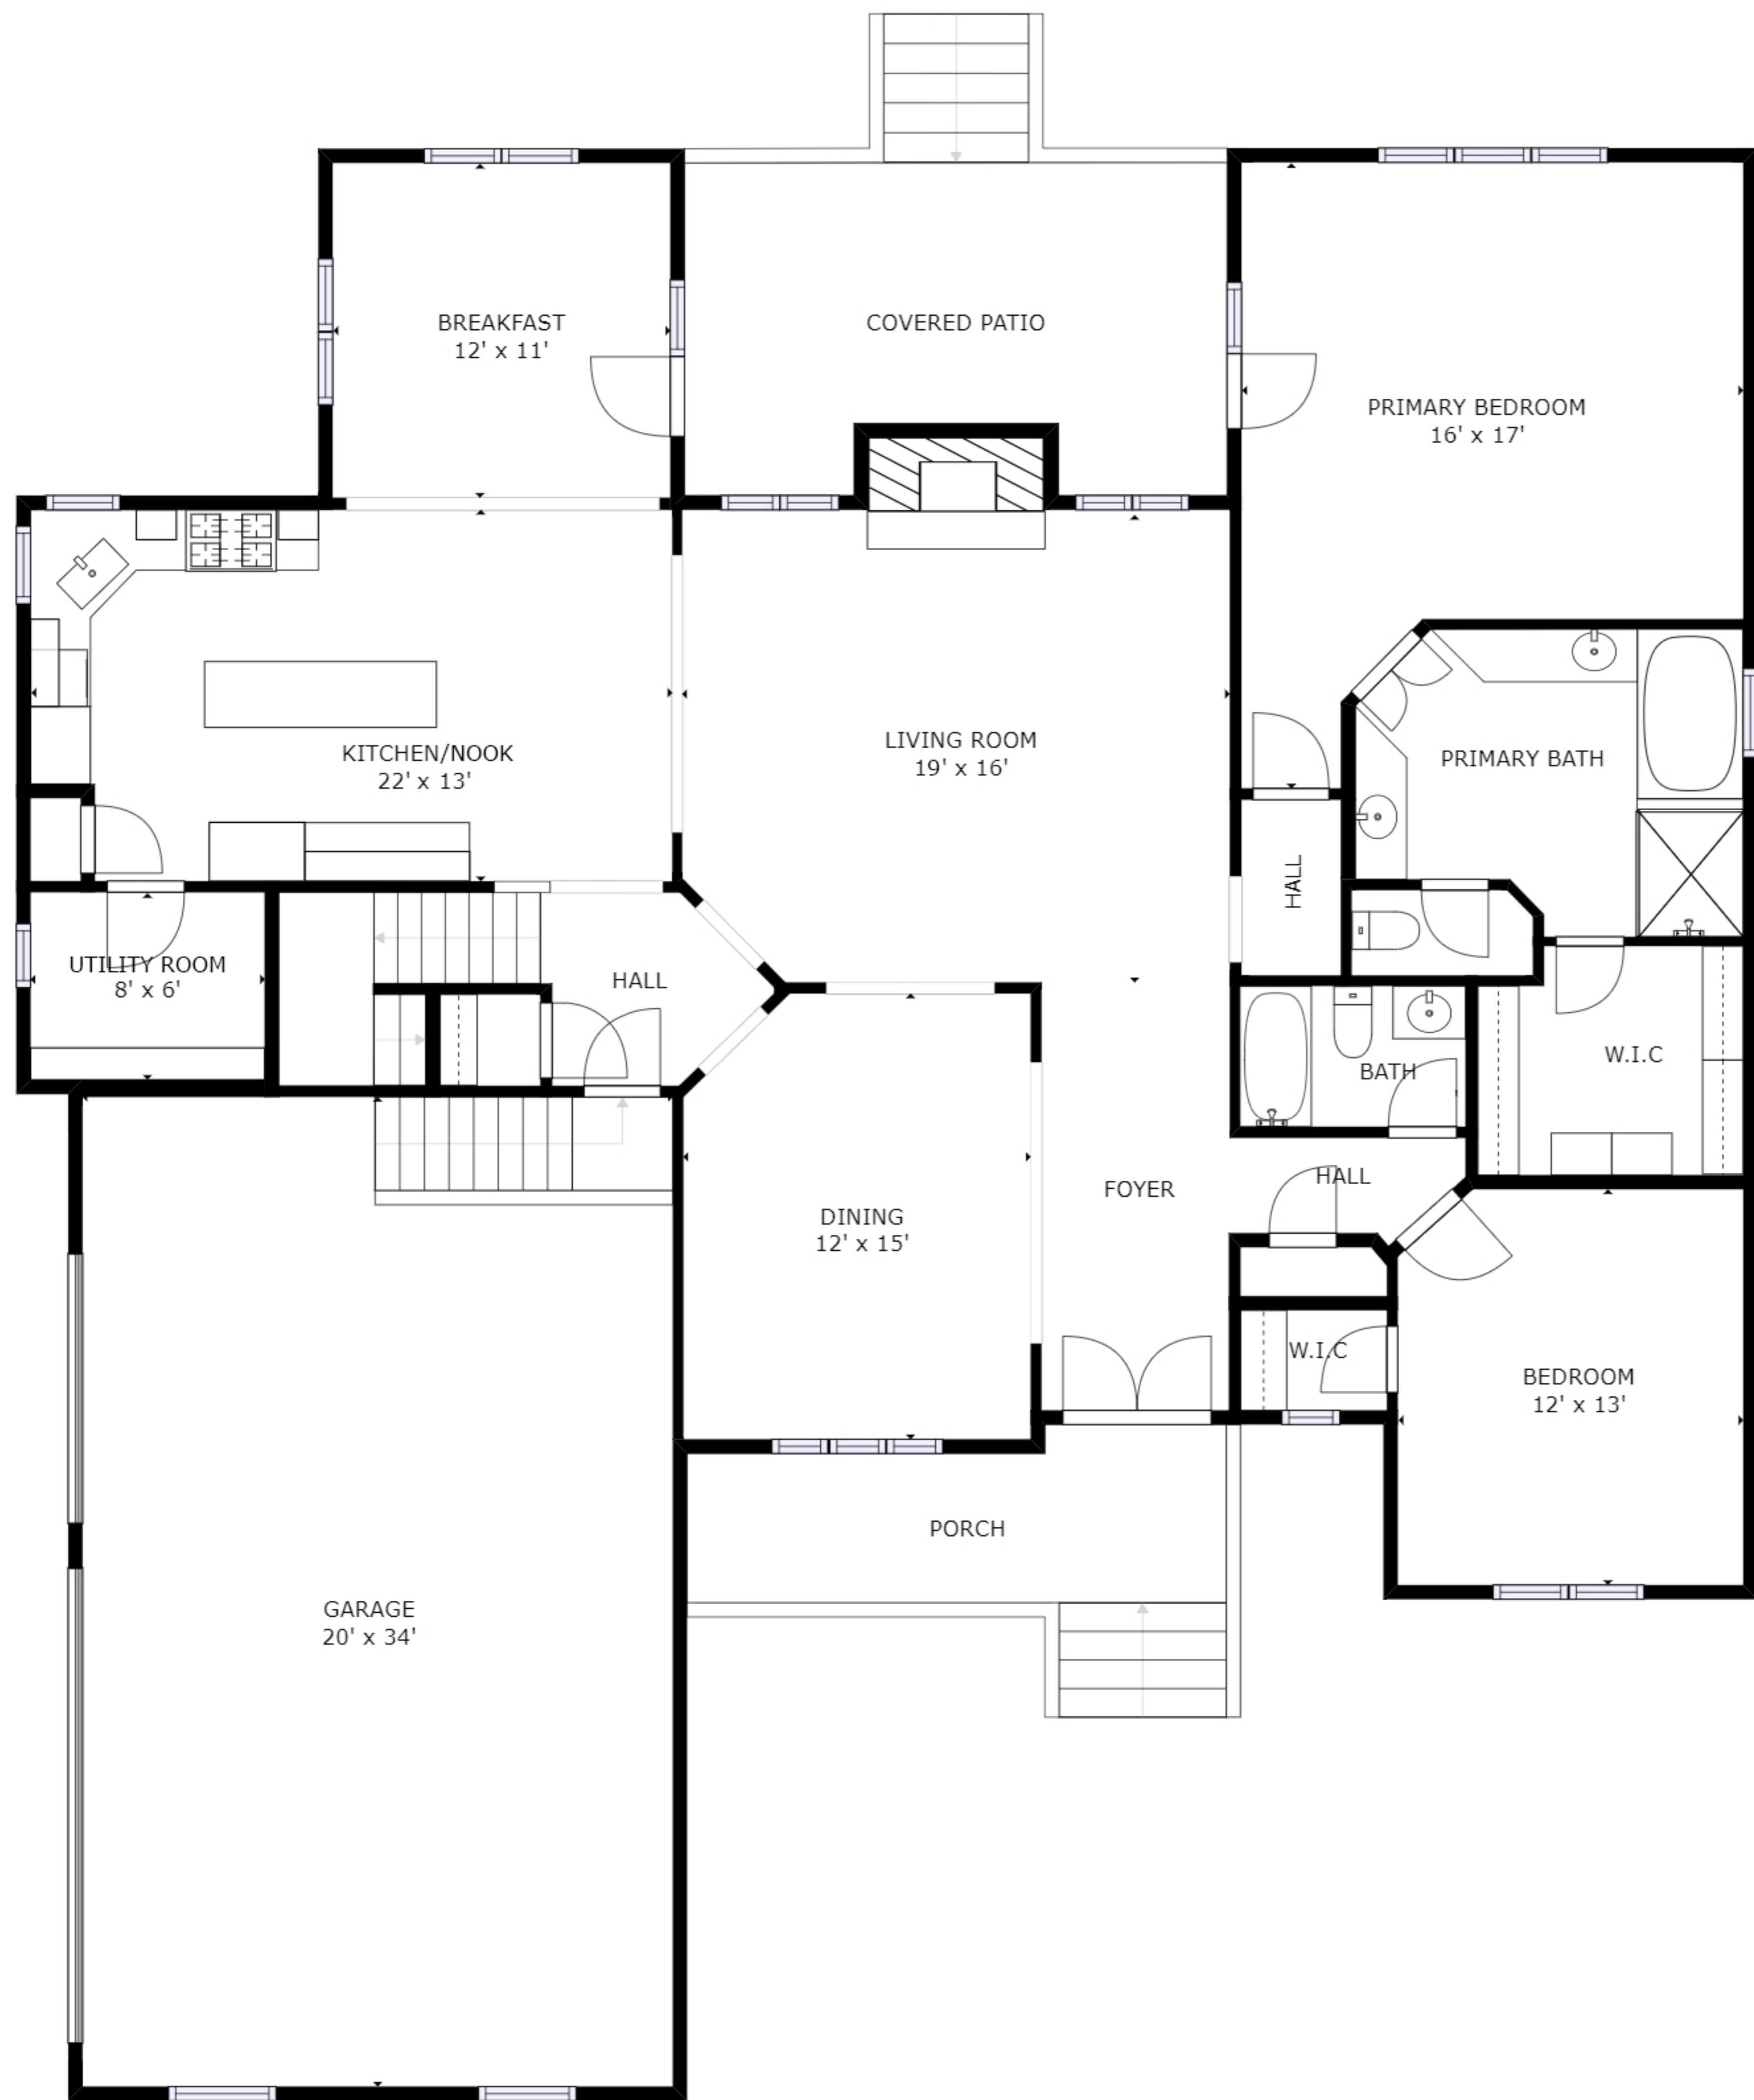 BREAKFAST
12' x 11'
COVERED PATIO
PRIMARY BEDROOM
16' x 17'
KITCHEN/NOOK
22' x 13'
LIVING ROOM
19' x 16'
PRIMARY BATH
HALL
UTILITY ROOM
8' x 6'
HALL
W.I.C
BATH
FOYER
HALL
DINING
12' x 15'
W.I.C
BEDROOM
12' x 13'
PORCH
GARAGE
20' x 34'